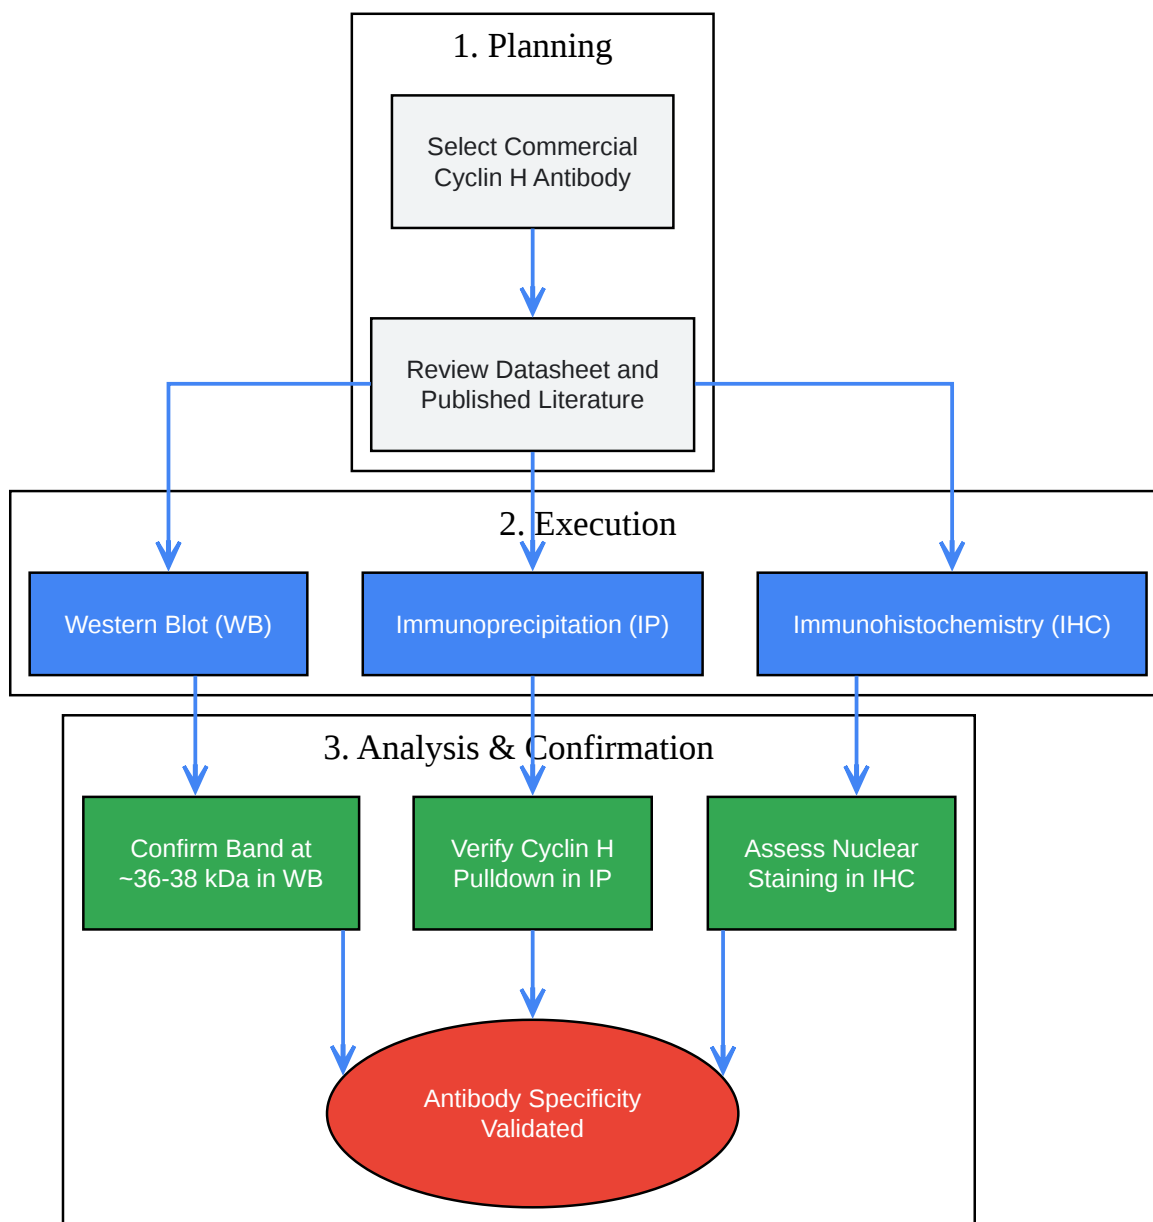 1. Planning
Select Commercial
Cyclin H Antibody
Review Datasheet and
Published Literature
2. Execution
Western Blot (WB)
Immunoprecipitation (IP)
Immunohistochemistry (IHC)
3. Analysis & Confirmation
Confirm Band at
~36-38 kDa in WB
Verify Cyclin H
Pulldown in IP
Assess Nuclear
Staining in IHC
Antibody Specificity
Validated